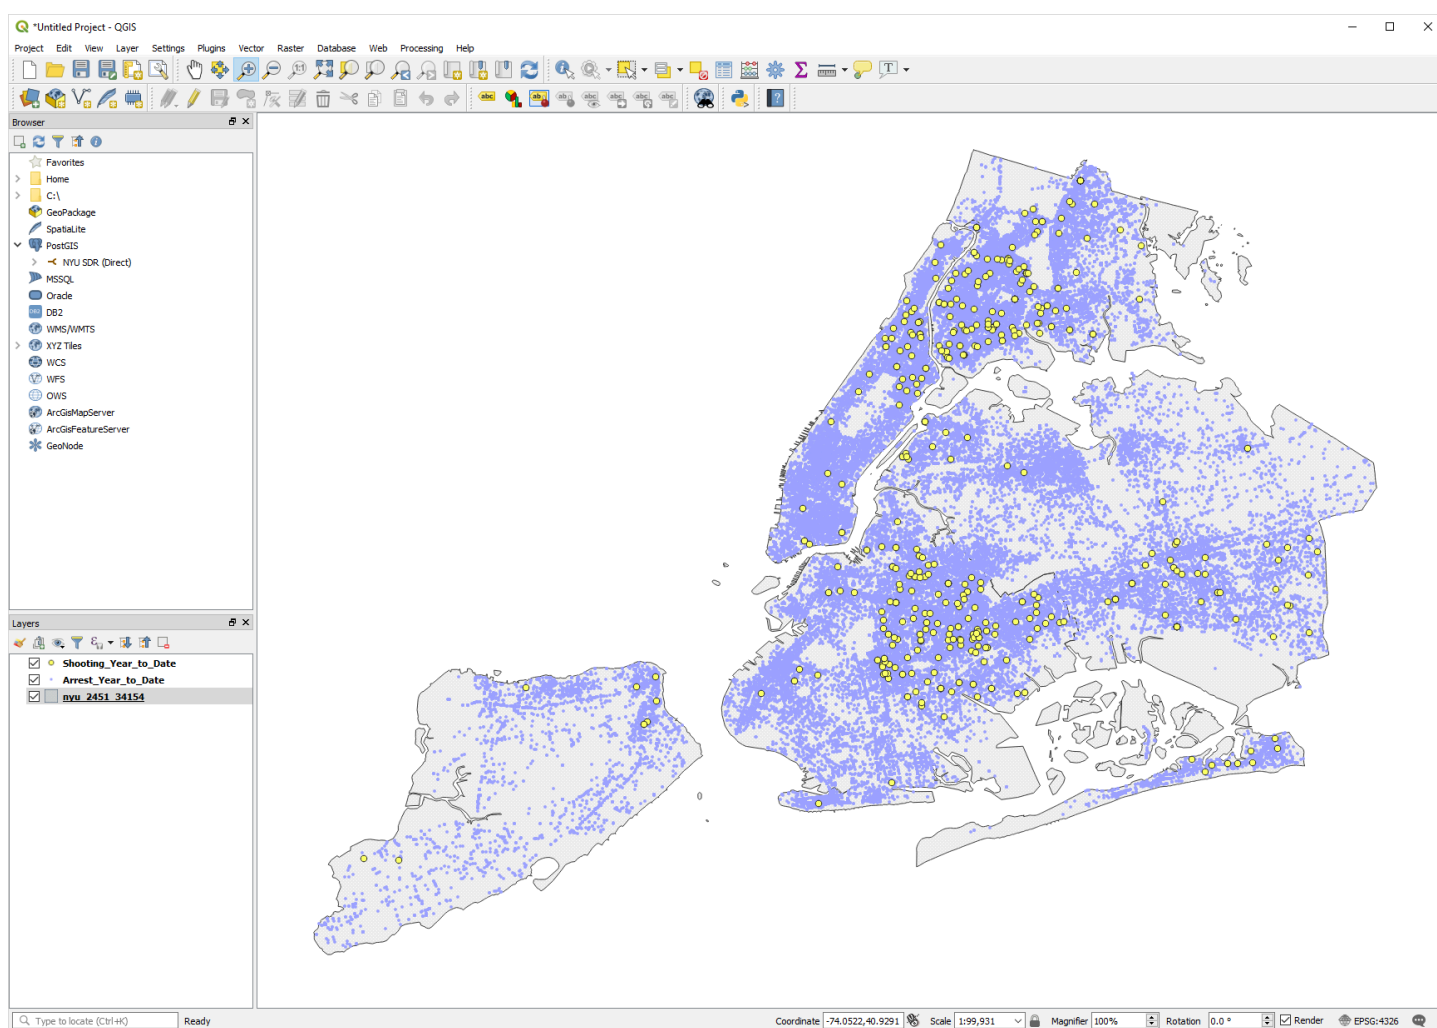 *Untitled Project - QGIS
Project Edit View Layer Settings Plugins Vector Raster Database Web Processing Help
Browser
Favorites
Home
C:\
GeoPackage
SpatiaLite
PostGIS
NYU SDR (Direct)
MSSQL
Oracle
DB2
WMS/WMTS
XYZ Tiles
WCS
WFS
OWS
ArcGisMapServer
ArcGisFeatureServer
GeoNode
Layers
Shooting_Year_to_Date
Arrest_Year_to_Date
nyu_2451_34154
Type to locate (Ctrl+K) Ready Coordinate -74.0522,40.9291 Scale 1:99,931 Magnifier 100% Rotation 0.0 ° Render EPSG:4326